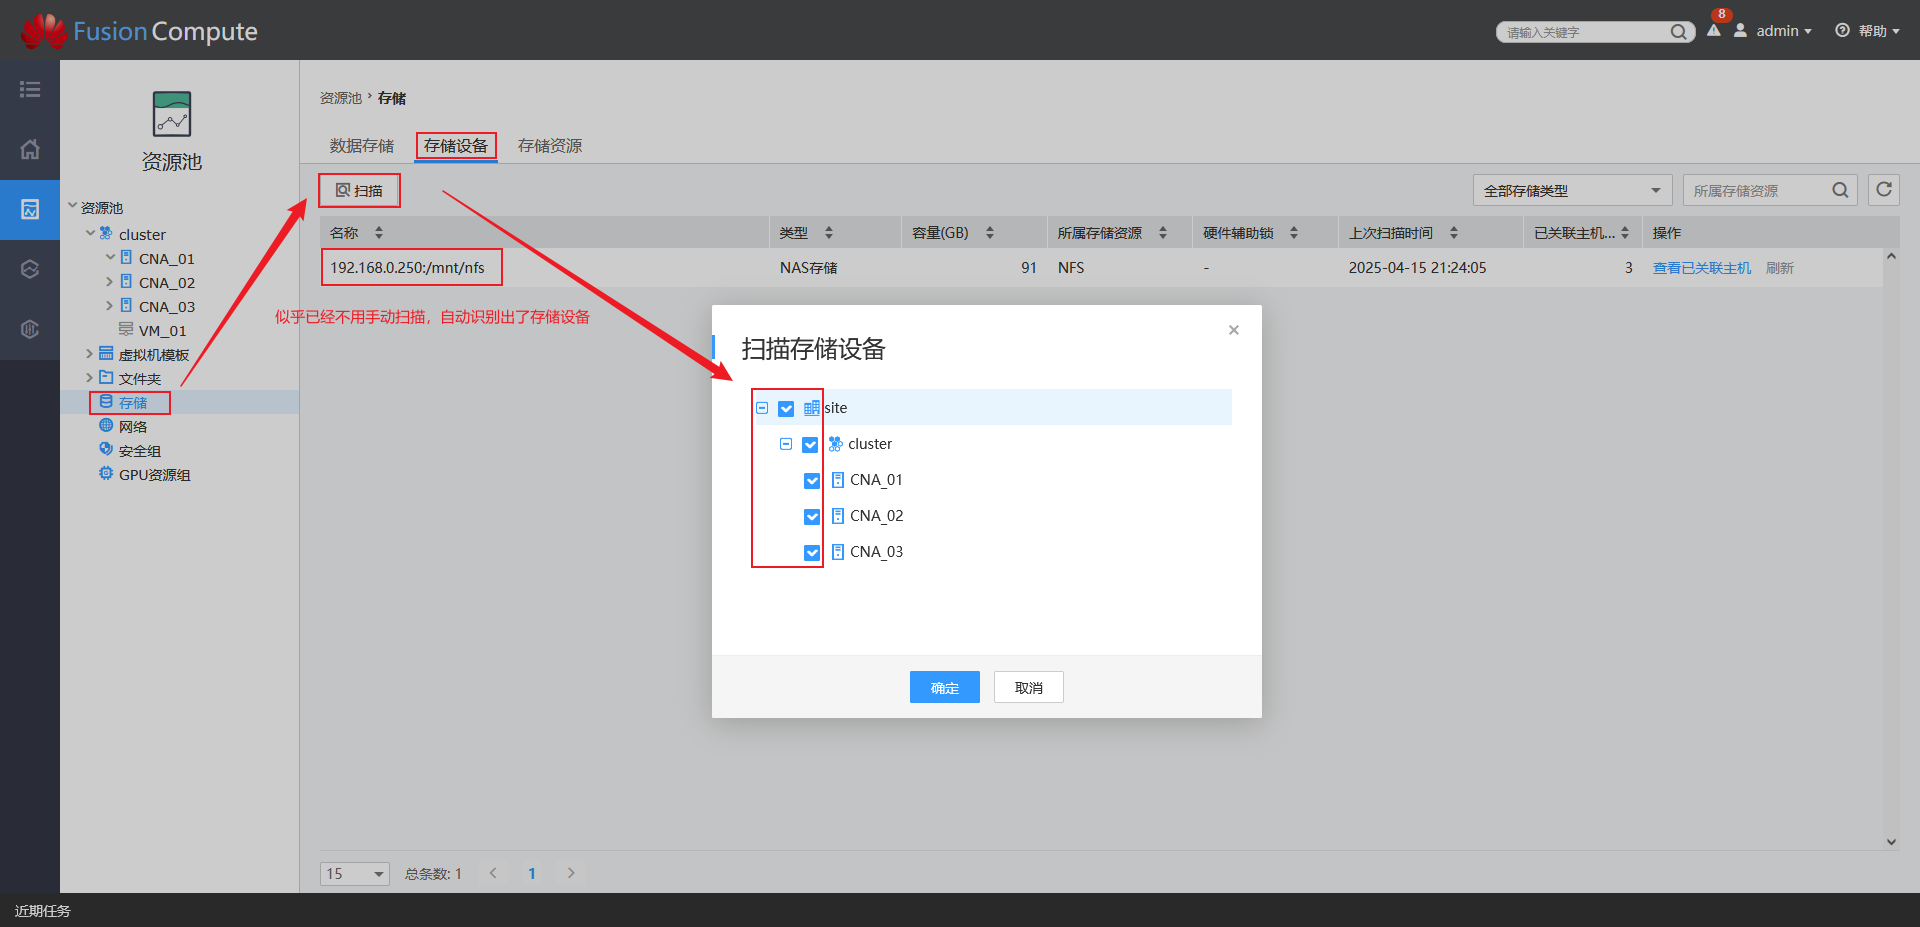 FusionCompute
请输入关键字
8
admin
帮助
资源池
资源池
cluster
CNA_01
CNA_02
CNA_03
VM_01
虚拟机模板
文件夹
存储
网络
安全组
GPU资源组
资源池 › 存储
数据存储 存储设备 存储资源
扫描
全部存储类型
所属存储资源
名称 类型 容量(GB) 所属存储资源 硬件辅助锁 上次扫描时间 已关联主机... 操作
192.168.0.250:/mnt/nfs NAS存储 91 NFS - 2025-04-15 21:24:05 3 查看已关联主机 刷新
似乎已经不用手动扫描，自动识别出了存储设备
扫描存储设备
site
cluster
CNA_01
CNA_02
CNA_03
确定 取消
15 总条数: 1 1
近期任务